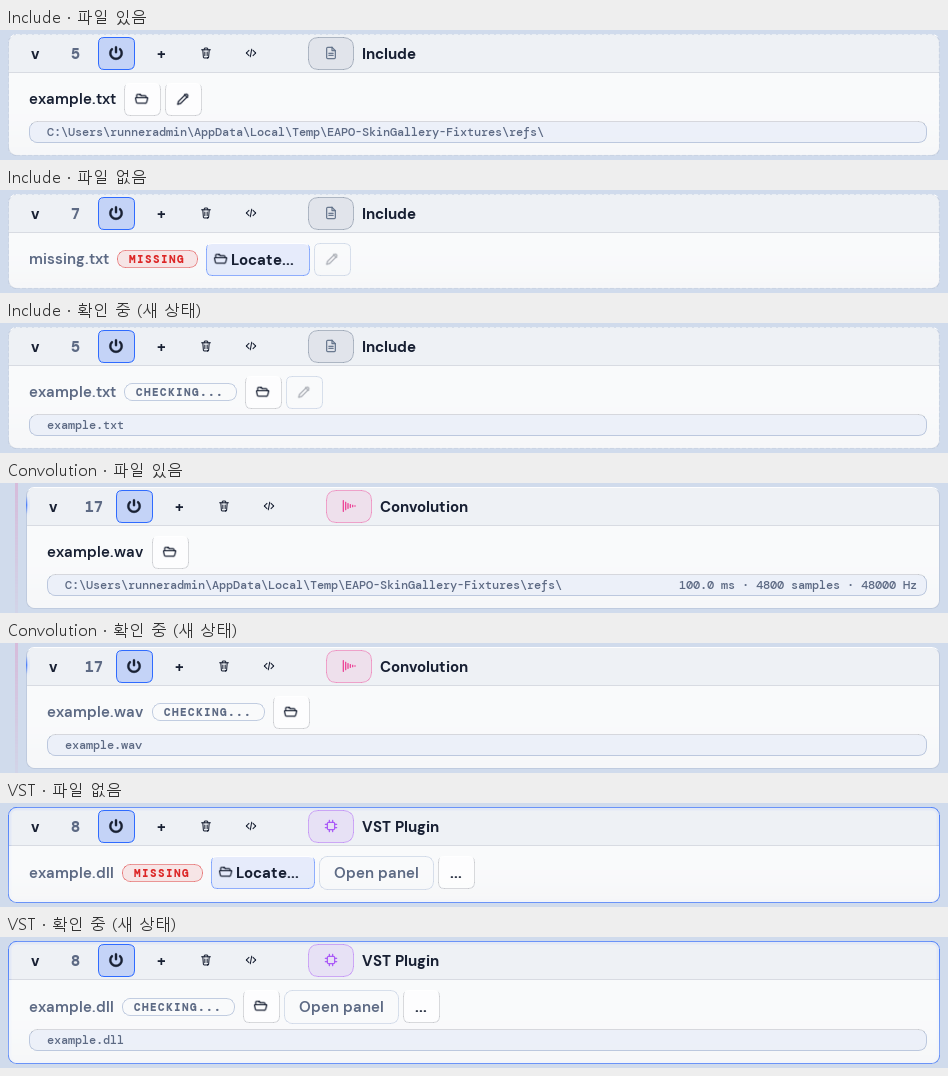 Include · 파일 있음
v 5 + </> Include
example.txt
C:\Users\runneradmin\AppData\Local\Temp\EAPO-SkinGallery-Fixtures\refs\
Include · 파일 없음
v 7 + </> Include
missing.txt MISSING Locate...
Include · 확인 중 (새 상태)
v 5 + </> Include
example.txt CHECKING...
example.txt
Convolution · 파일 있음
v 17 + </> Convolution
example.wav
C:\Users\runneradmin\AppData\Local\Temp\EAPO-SkinGallery-Fixtures\refs\ 100.0 ms · 4800 samples · 48000 Hz
Convolution · 확인 중 (새 상태)
v 17 + </> Convolution
example.wav CHECKING...
example.wav
VST · 파일 없음
v 8 + </> VST Plugin
example.dll MISSING Locate... Open panel ...
VST · 확인 중 (새 상태)
v 8 + </> VST Plugin
example.dll CHECKING... Open panel ...
example.dll